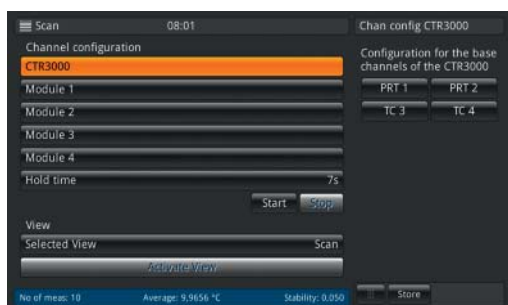 Scan 08:01 Chan config CTR3000
Channel configuration
CTR3000
Module 1
Module 2
Module 3
Module 4
Hold time 7s
Start Stop
View
Selected View Scan
Activate View
No of meas: 10 Average: 9,9656 °C Stability: 0,050
Configuration for the base
channels of the CTR3000
PRT 1 PRT 2
TC 3 TC 4
Store